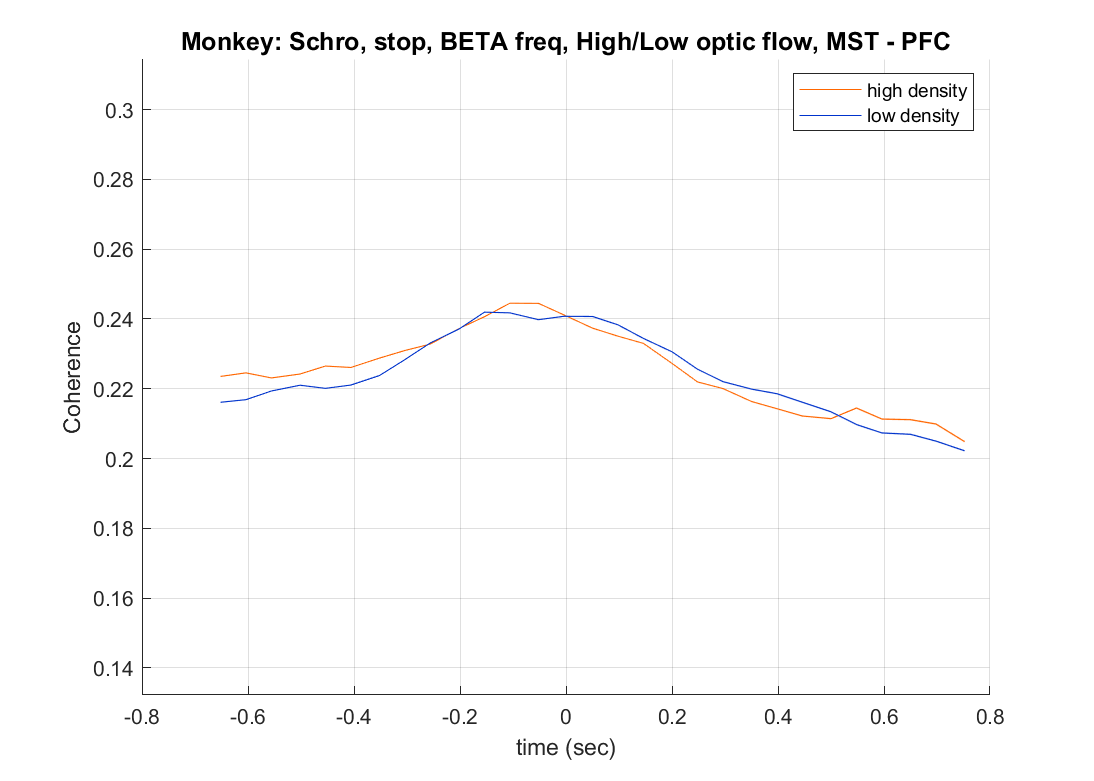 Monkey: Schro, stop, BETA freq, High/Low optic flow, MST - PFC
high density
low density
0.3
0.28
0.26
0.24
0.22
0.2
0.18
0.16
0.14
Coherence
-0.8 -0.6 -0.4 -0.2 0 0.2 0.4 0.6 0.8
time (sec)